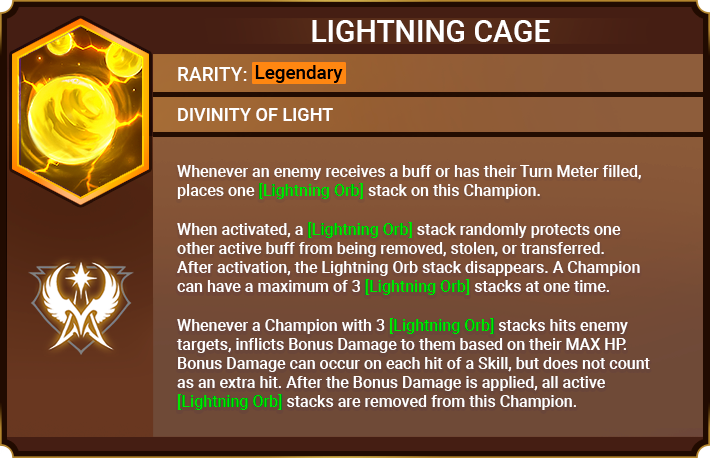 LIGHTNING CAGE
RARITY: Legendary
DIVINITY OF LIGHT
Whenever an enemy receives a buff or has their Turn Meter filled,
places one [Lightning Orb] stack on this Champion.
When activated, a [Lightning Orb] stack randomly protects one
other active buff from being removed, stolen, or transferred.
After activation, the Lightning Orb stack disappears. A Champion
can have a maximum of 3 [Lightning Orb] stacks at one time.
Whenever a Champion with 3 [Lightning Orb] stacks hits enemy
targets, inflicts Bonus Damage to them based on their MAX HP.
Bonus Damage can occur on each hit of a Skill, but does not count
as an extra hit. After the Bonus Damage is applied, all active
[Lightning Orb] stacks are removed from this Champion.